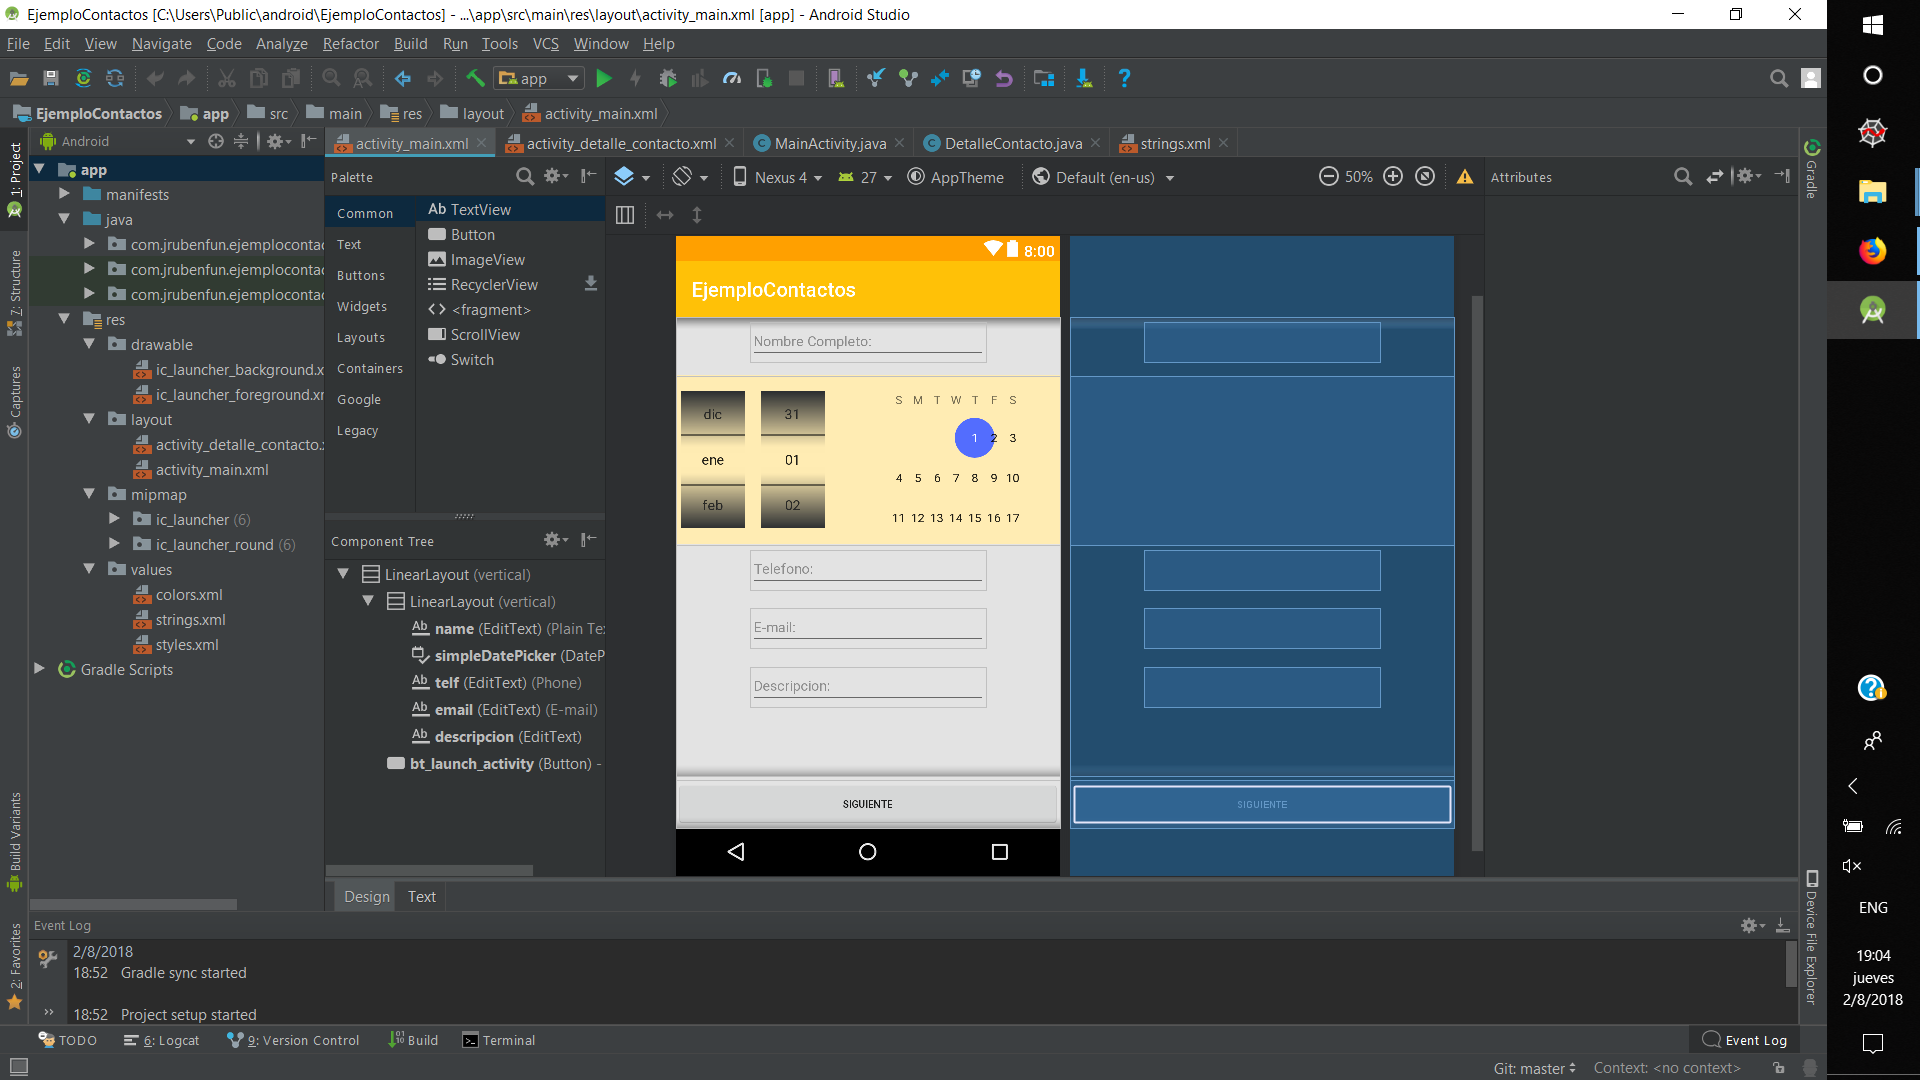 EjemploContactos [C:\Users\Public\android\EjemploContactos] - ...\app\src\main\res\layout\activity_main.xml [app] - Android Studio
File Edit View Navigate Code Analyze Refactor Build Run Tools VCS Window Help
app
EjemploContactos app src main res layout activity_main.xml
Android
activity_main.xml activity_detalle_contacto.xml MainActivity.java DetalleContacto.java strings.xml
1: Project
7: Structure
Captures
Build Variants
2: Favorites
app
manifests
java
com.jrubenfun.ejemplocontac
com.jrubenfun.ejemplocontac
com.jrubenfun.ejemplocontac
res
drawable
ic_launcher_background.x
ic_launcher_foreground.xr
layout
activity_detalle_contacto.
activity_main.xml
mipmap
ic_launcher (6)
ic_launcher_round (6)
values
colors.xml
strings.xml
styles.xml
Gradle Scripts
Palette
Common
Text
Buttons
Widgets
Layouts
Containers
Google
Legacy
Ab TextView
Button
ImageView
RecyclerView
<fragment>
ScrollView
Switch
Component Tree
LinearLayout (vertical)
LinearLayout (vertical)
Ab name (EditText) (Plain Te
simpleDatePicker (DateP
Ab telf (EditText) (Phone)
Ab email (EditText) (E-mail)
Ab descripcion (EditText)
bt_launch_activity (Button) -
Nexus 4 27 AppTheme Default (en-us) 50%
Attributes
8:00
EjemploContactos
Nombre Completo:
dic 31
ene 01
feb 02
S M T W T F S
1 2 3
4 5 6 7 8 9 10
11 12 13 14 15 16 17
Telefono:
E-mail:
Descripcion:
SIGUIENTE
SIGUIENTE
Design Text
Event Log
2/8/2018
18:52 Gradle sync started
18:52 Project setup started
TODO 6: Logcat 9: Version Control Build Terminal Event Log
Git: master Context: <no context>
Gradle
Device File Explorer
ENG
19:04
jueves
2/8/2018